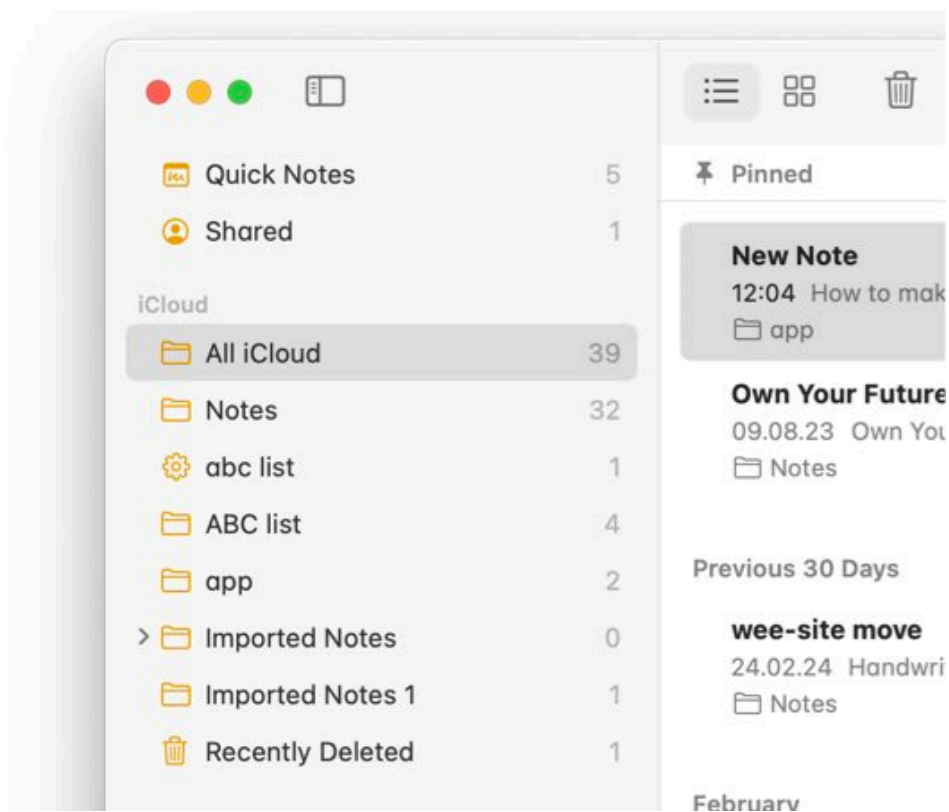 Quick Notes 5
Shared 1
iCloud
All iCloud 39
Notes 32
abc list 1
ABC list 4
app 2
Imported Notes 0
Imported Notes 1 1
Recently Deleted 1
Pinned
New Note
12:04 How to mak
app
Own Your Future
09.08.23 Own You
Notes
Previous 30 Days
wee-site move
24.02.24 Handwri
Notes
February